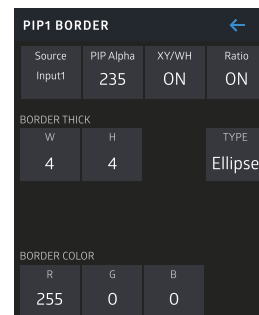 PIP1 BORDER
Source PIP Alpha XY/WH Ratio
Input1 235 ON ON
BORDER THICK
W H TYPE
4 4 Ellipse
BORDER COLOR
R G B
255 0 0